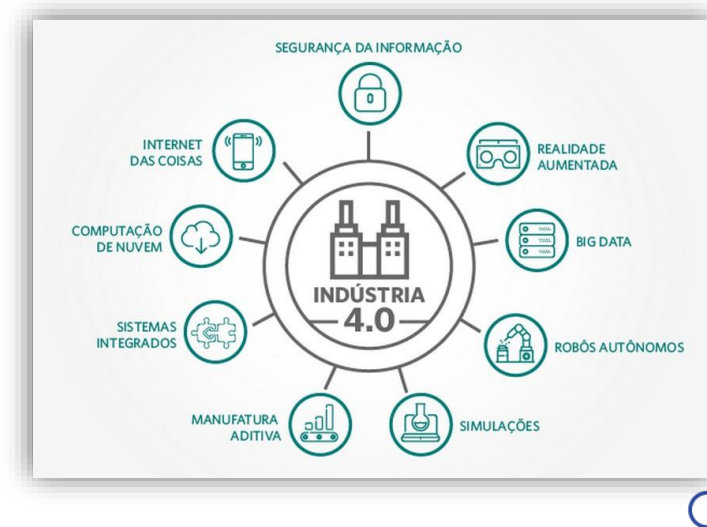 SEGURANÇA DA INFORMAÇÃO
INTERNET
DAS COISAS
REALIDADE
AUMENTADA
COMPUTAÇÃO
DE NUVEM
BIG DATA
INDÚSTRIA
4.0
SISTEMAS
INTEGRADOS
ROBÔS AUTÔNOMOS
MANUFATURA
ADITIVA
SIMULAÇÕES